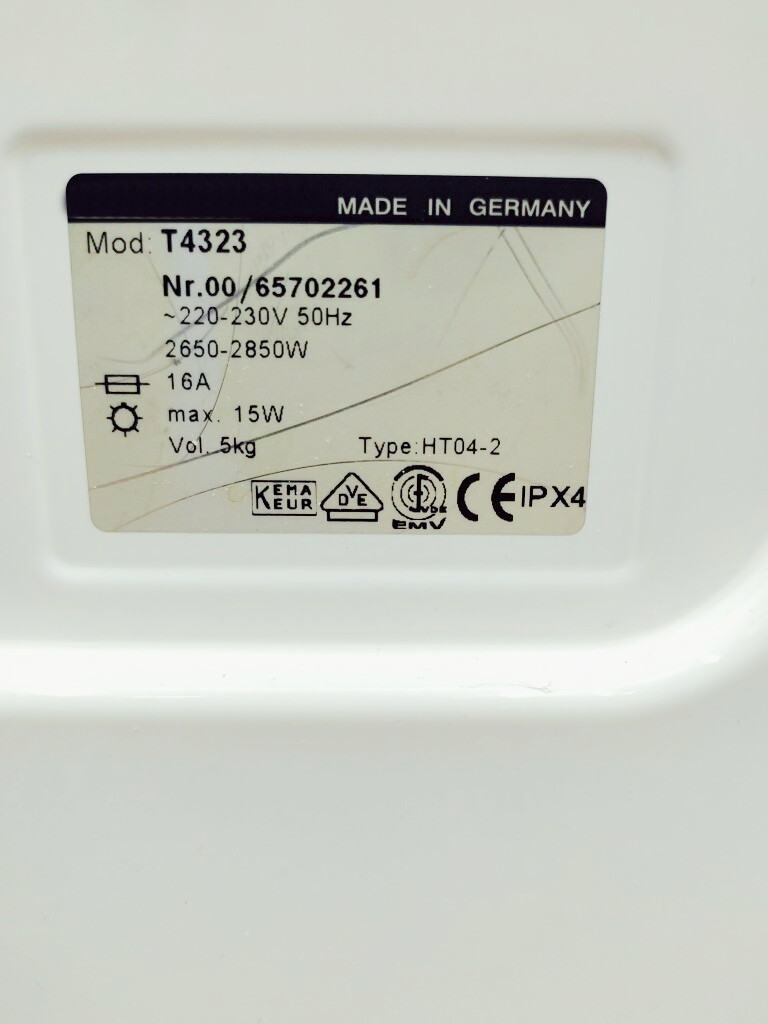 MADE IN GERMANY
Mod: T4323
Nr.00/65702261
~220-230V 50Hz
2650-2850W
16A
max. 15W
Vol. 5kg Type:HT04-2
KEMA KEUR DVE VDE EMV CE IPX4